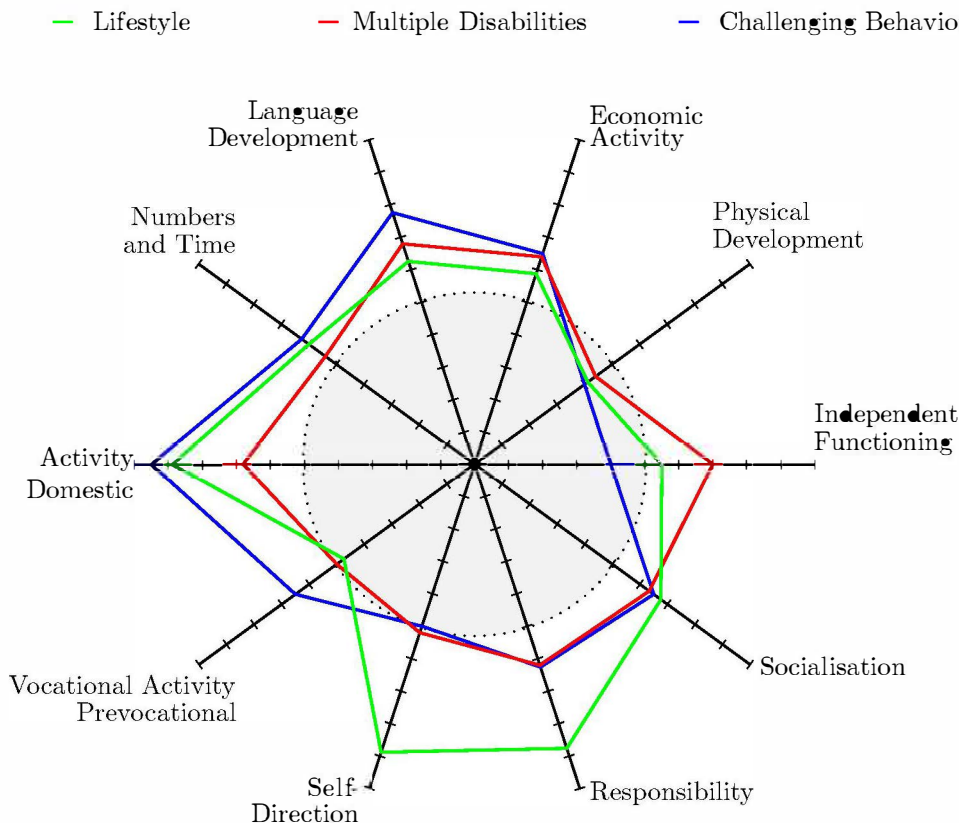 Lifestyle
Multiple Disabilities
Challenging Behavio
Language
Development
Economic
Activity
Numbers
and Time
Physical
Development
Independent
Functioning
Activity
Domestic
Socialisation
Vocational Activity
Prevocational
Self-
Direction
Responsibility